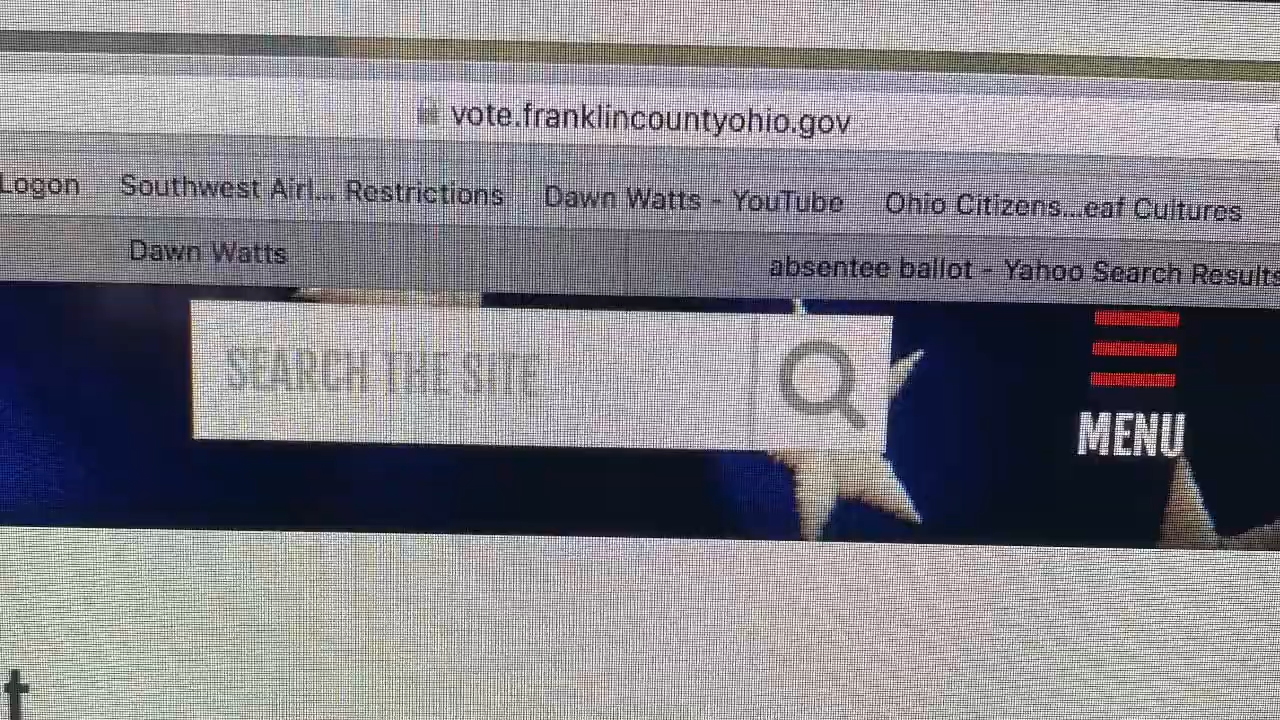 vote.franklincountyohio.gov
Logon Southwest Airl... Restrictions Dawn Watts - YouTube Ohio Citizens...eaf Cultures
Dawn Watts absentee ballot - Yahoo Search Results
SEARCH THE SITE
MENU
t